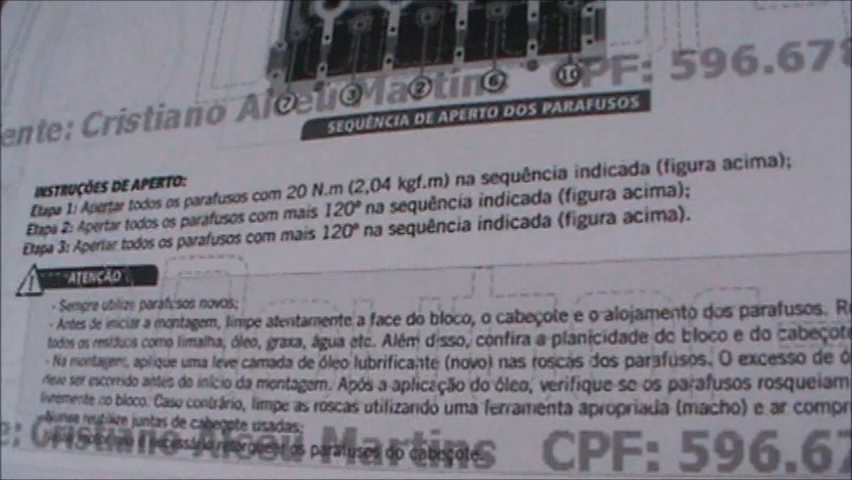 7 3 2 6 10
ente: Cristiano Alceu Martins CPF: 596.678
SEQUÊNCIA DE APERTO DOS PARAFUSOS
INSTRUÇÕES DE APERTO:
Etapa 1: Apertar todos os parafusos com 20 N.m (2,04 kgf.m) na sequência indicada (figura acima);
Etapa 2: Apertar todos os parafusos com mais 120º na sequência indicada (figura acima);
Etapa 3: Apertar todos os parafusos com mais 120º na sequência indicada (figura acima).
ATENÇÃO
- Sempre utilize parafusos novos;
- Antes de iniciar a montagem, limpe atentamente a face do bloco, o cabeçote e o alojamento dos parafusos. R
todos os resíduos como limalha, óleo, graxa, água etc. Além disso, confira a planicidade do bloco e do cabeçote
- Na montagem, aplique uma leve camada de óleo lubrificante (novo) nas roscas dos parafusos. O excesso de ó
deve ser escorrido antes do início da montagem. Após a aplicação do óleo, verifique se os parafusos rosqueiam
livremente no bloco. Caso contrário, limpe as roscas utilizando uma ferramenta apropriada (macho) e ar compr
- Nunca reutilize juntas de cabeçote usadas;
os parafusos do cabeçote.
e: Cristiano Alceu Martins CPF: 596.67